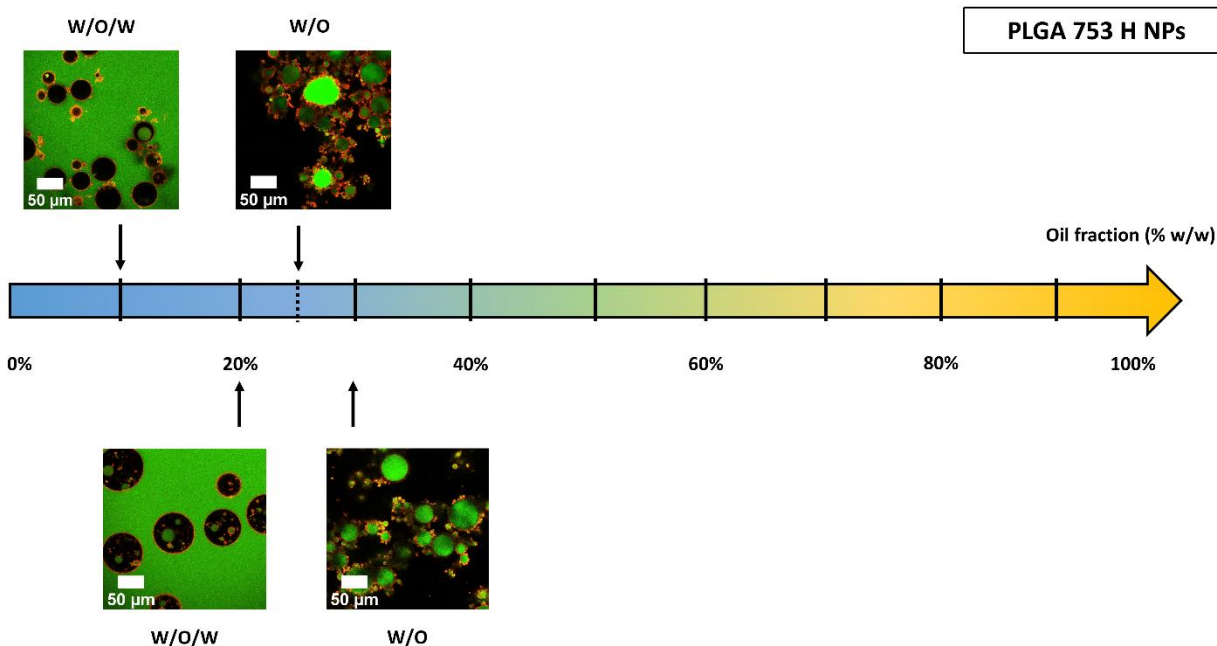 W/O/W
W/O
PLGA 753 H NPs
50 µm
50 µm
Oil fraction (% w/w)
0%
20%
40%
60%
80%
100%
50 µm
50 µm
W/O/W
W/O